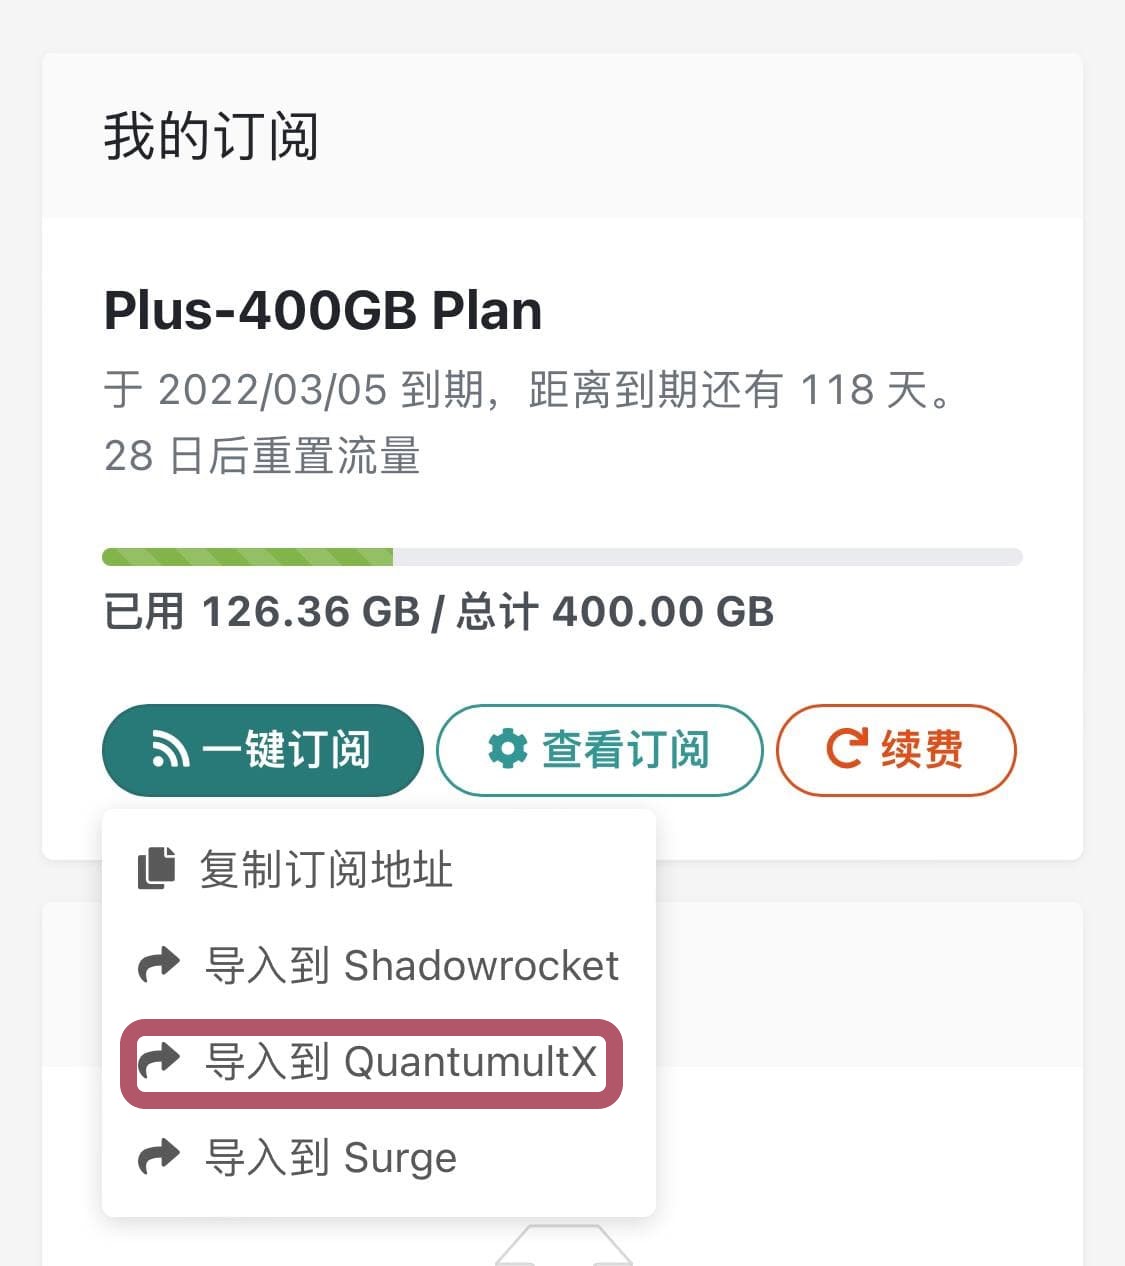 我的订阅
Plus-400GB Plan
于 2022/03/05 到期，距离到期还有 118 天。
28 日后重置流量
已用 126.36 GB / 总计 400.00 GB
一键订阅 查看订阅 续费
复制订阅地址
导入到 Shadowrocket
导入到 QuantumultX
导入到 Surge